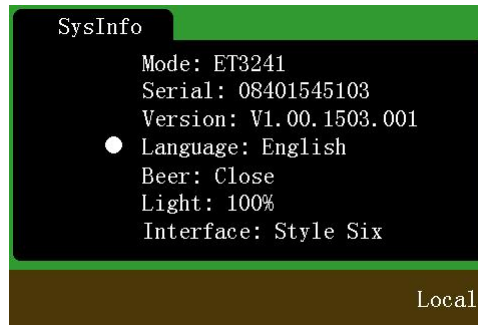 SysInfo
Mode: ET3241
Serial: 08401545103
Version: V1.00.1503.001
Language: English
Beer: Close
Light: 100%
Interface: Style Six
Local